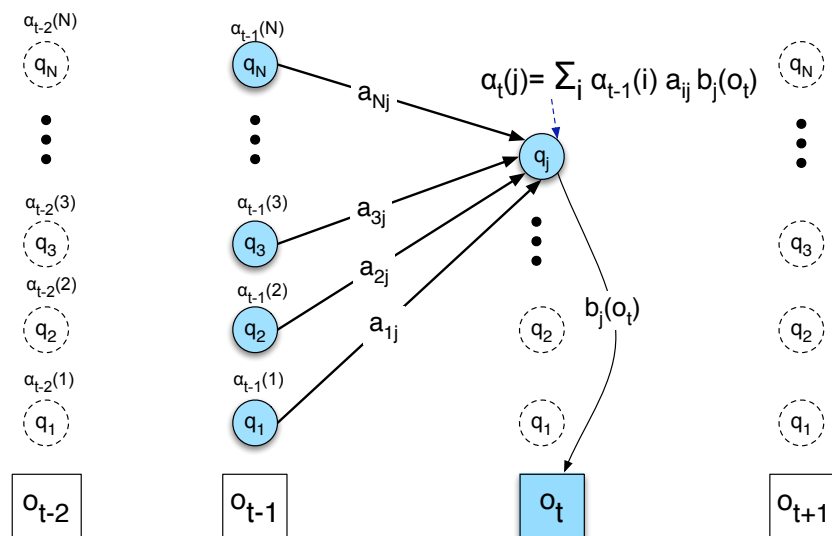 αt-2(N)
αt-1(N)
qN
qN
αt(j)= Σi αt-1(i) aij bj(ot)
qN
aNj
qj
αt-2(3)
αt-1(3)
a3j
q3
q3
q3
αt-2(2)
αt-1(2)
a2j
bj(ot)
q2
q2
a1j
q2
q2
αt-2(1)
αt-1(1)
q1
q1
q1
q1
ot-2
ot-1
ot
ot+1